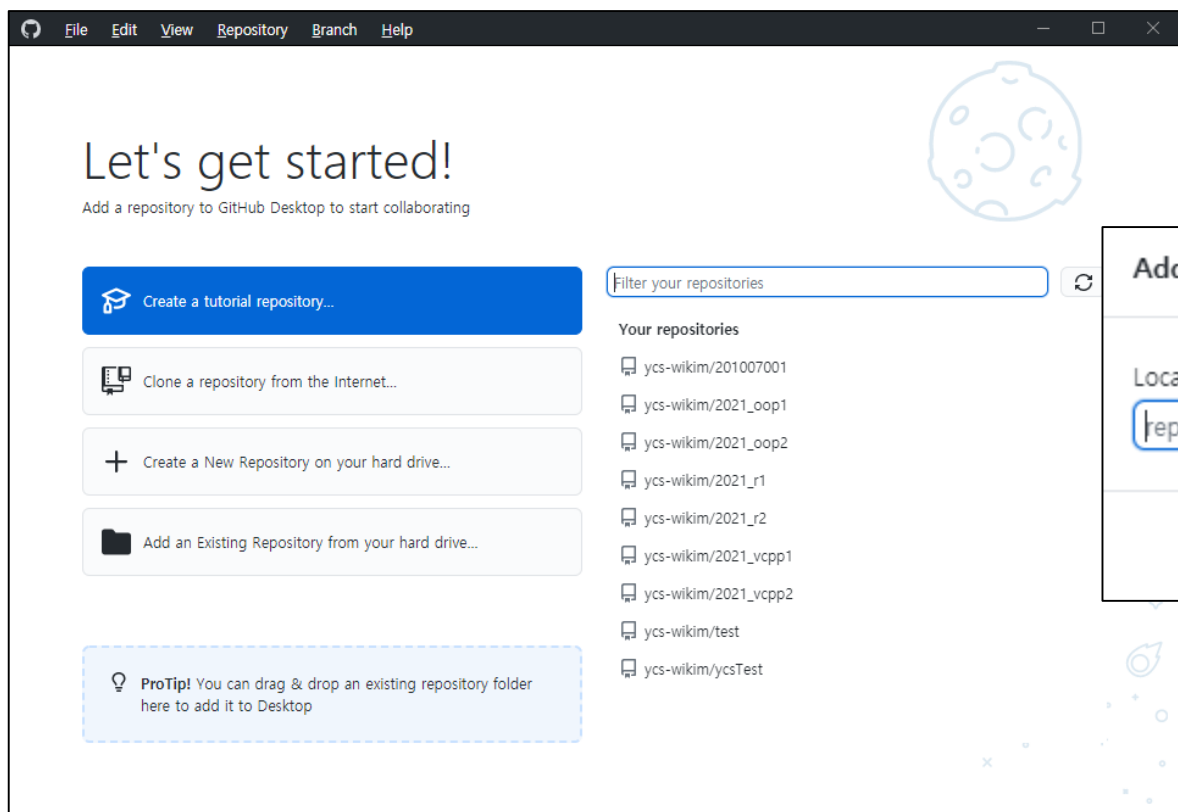 File Edit View Repository Branch Help
Let's get started!
Add a repository to GitHub Desktop to start collaborating
Create a tutorial repository...
Clone a repository from the Internet...
Create a New Repository on your hard drive...
Add an Existing Repository from your hard drive...
ProTip! You can drag & drop an existing repository folder
here to add it to Desktop
Filter your repositories
Your repositories
ycs-wikim/201007001
ycs-wikim/2021_oop1
ycs-wikim/2021_oop2
ycs-wikim/2021_r1
ycs-wikim/2021_r2
ycs-wikim/2021_vcpp1
ycs-wikim/2021_vcpp2
ycs-wikim/test
ycs-wikim/ycsTest